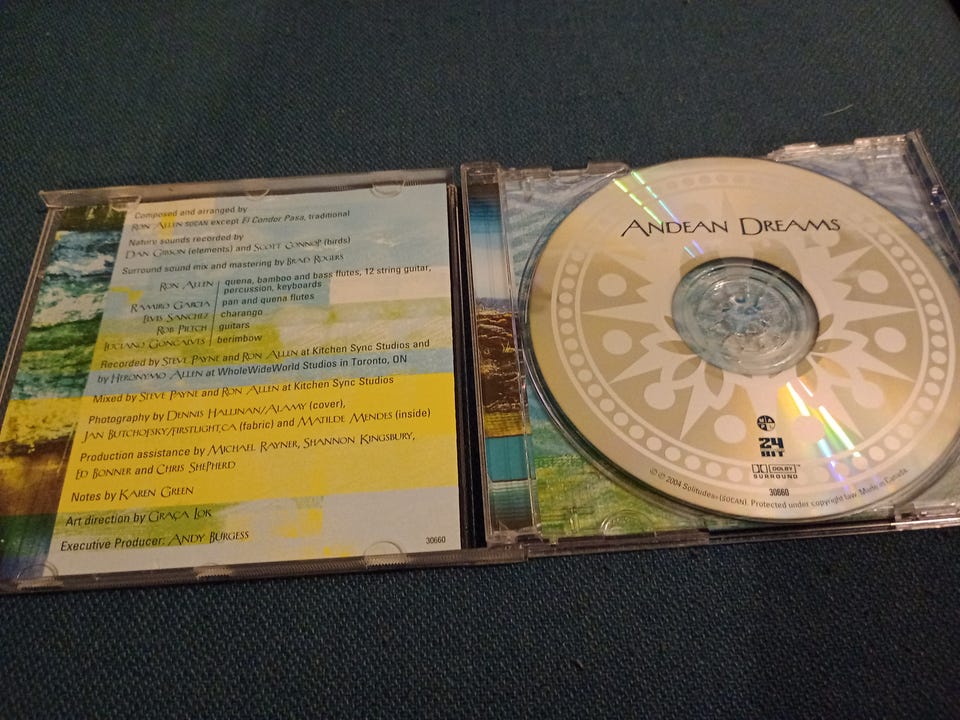 Composed and arranged by
RON ALLEN SOCAN except El Condor Pasa, traditional
Nature sounds recorded by
DAN GIBSON (elements) and SCOTT CONNOP (birds)
Surround sound mix and mastering by BRAD ROGERS
RON ALLEN quena, bamboo and bass flutes, 12 string guitar,
percussion, keyboards
RAMIRO GARCIA pan and quena flutes
ELVIS SANCHEZ charango
ROB PILTCH guitars
LUCIANO GONCALVES berimbow
Recorded by STEVE PAYNE and RON ALLEN at Kitchen Sync Studios and
by HERONYMO ALLEN at WholeWideWorld Studios in Toronto, ON
Mixed by STEVE PAYNE and RON ALLEN at Kitchen Sync Studios
Photography by DENNIS HALLINAN/ALAMY (cover),
JAN BUTCHOFSKY/FIRSTLIGHT.CA (fabric) and MATILDE MENDES (inside)
Production assistance by MICHAEL RAYNER, SHANNON KINGSBURY,
ED BONNER and CHRIS SHEPHERD
Notes by KAREN GREEN
Art direction by GRAÇA LOK
Executive Producer: ANDY BURGESS
30660
ANDEAN DREAMS
24
BIT
DOLBY
SURROUND
30660
© ℗ 2004 Solitudes® (SOCAN). Protected under copyright law. Made in Canada.